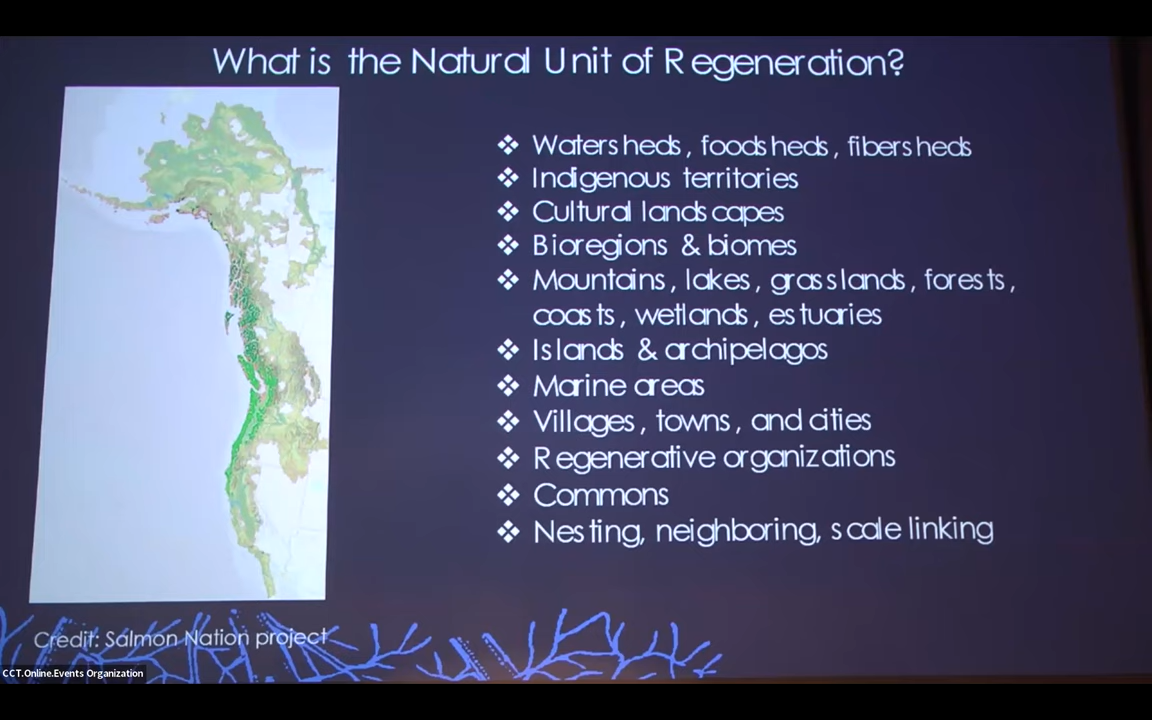 What is the Natural Unit of Regeneration?
❖ Watersheds, foodsheds, fibersheds
❖ Indigenous territories
❖ Cultural landscapes
❖ Bioregions & biomes
❖ Mountains, lakes, grasslands, forests,
coasts, wetlands, estuaries
❖ Islands & archipelagos
❖ Marine areas
❖ Villages, towns, and cities
❖ Regenerative organizations
❖ Commons
❖ Nesting, neighboring, scale linking
Credit: Salmon Nation project
CCT.Online.Events Organization